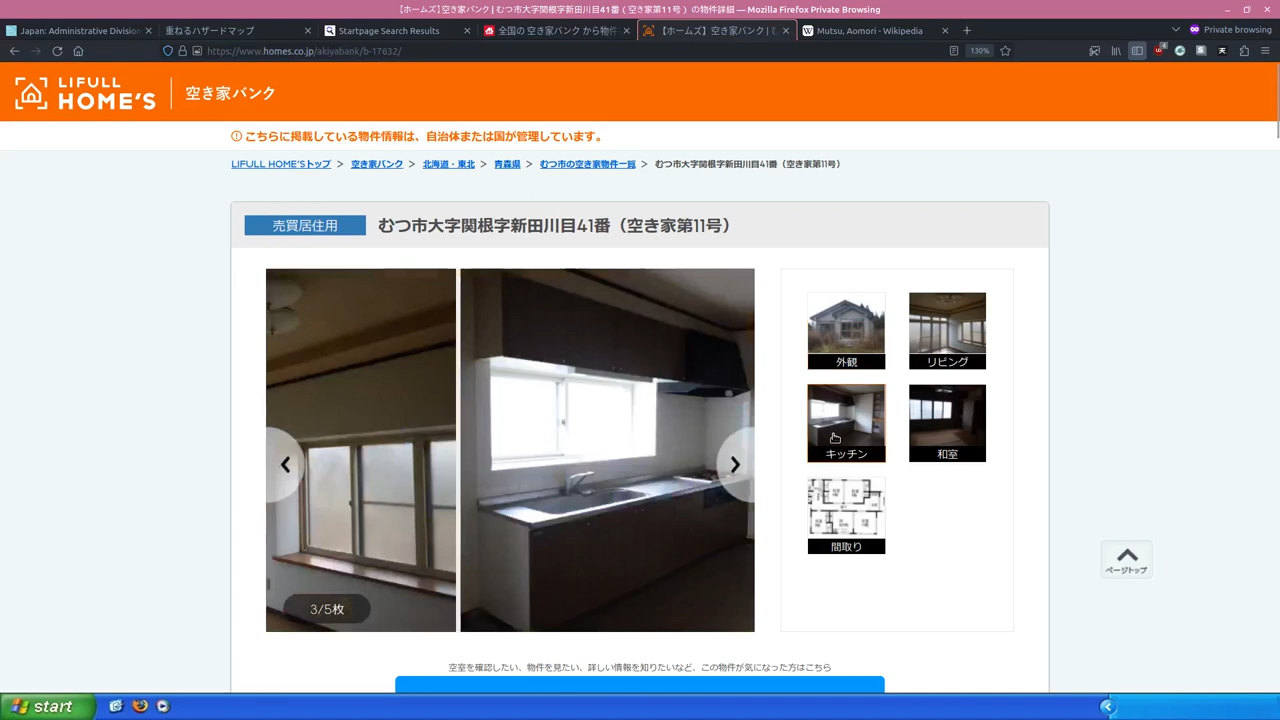 【ホームズ】空き家バンク | むつ市大字関根字新田川目41番（空き家第11号）の物件詳細 — Mozilla Firefox Private Browsing
Japan: Administrative Division
重ねるハザードマップ
Startpage Search Results
全国の 空き家バンク から物件
【ホームズ】空き家バンク | む
Mutsu, Aomori - Wikipedia
Private browsing
https://www.homes.co.jp/akiyabank/b-17632/
130%
4
LIFULL
HOME'S
空き家バンク
こちらに掲載している物件情報は、自治体または国が管理しています。
LIFULL HOME'Sトップ > 空き家バンク > 北海道・東北 > 青森県 > むつ市の空き家物件一覧 > むつ市大字関根字新田川目41番（空き家第11号）
売買居住用
むつ市大字関根字新田川目41番（空き家第11号）
外観
リビング
キッチン
和室
間取り
3/5枚
ページトップ
空室を確認したい、物件を見たい、詳しい情報を知りたいなど、この物件が気になった方はこちら
start